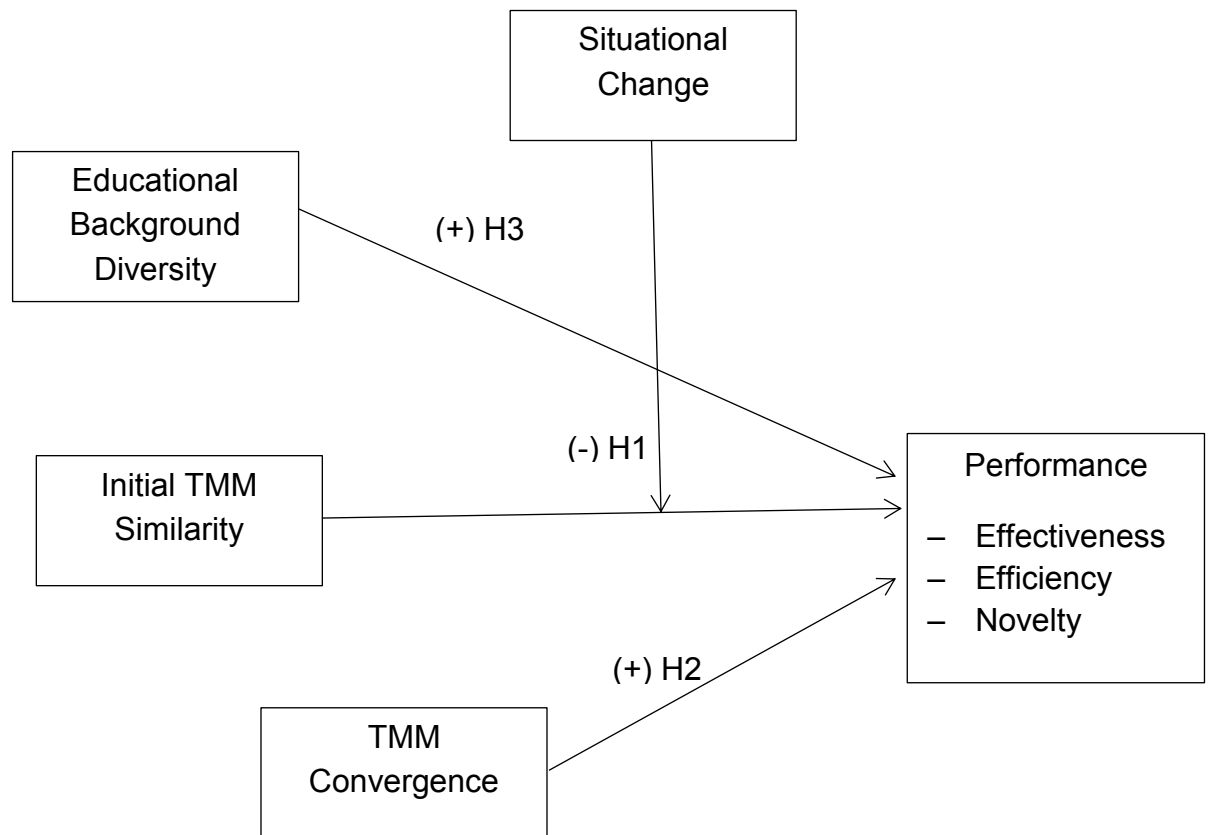 Situational
Change
Educational
Background
Diversity
(+) H3
(-) H1
Initial TMM
Similarity
Performance
– Effectiveness
– Efficiency
– Novelty
(+) H2
TMM
Convergence